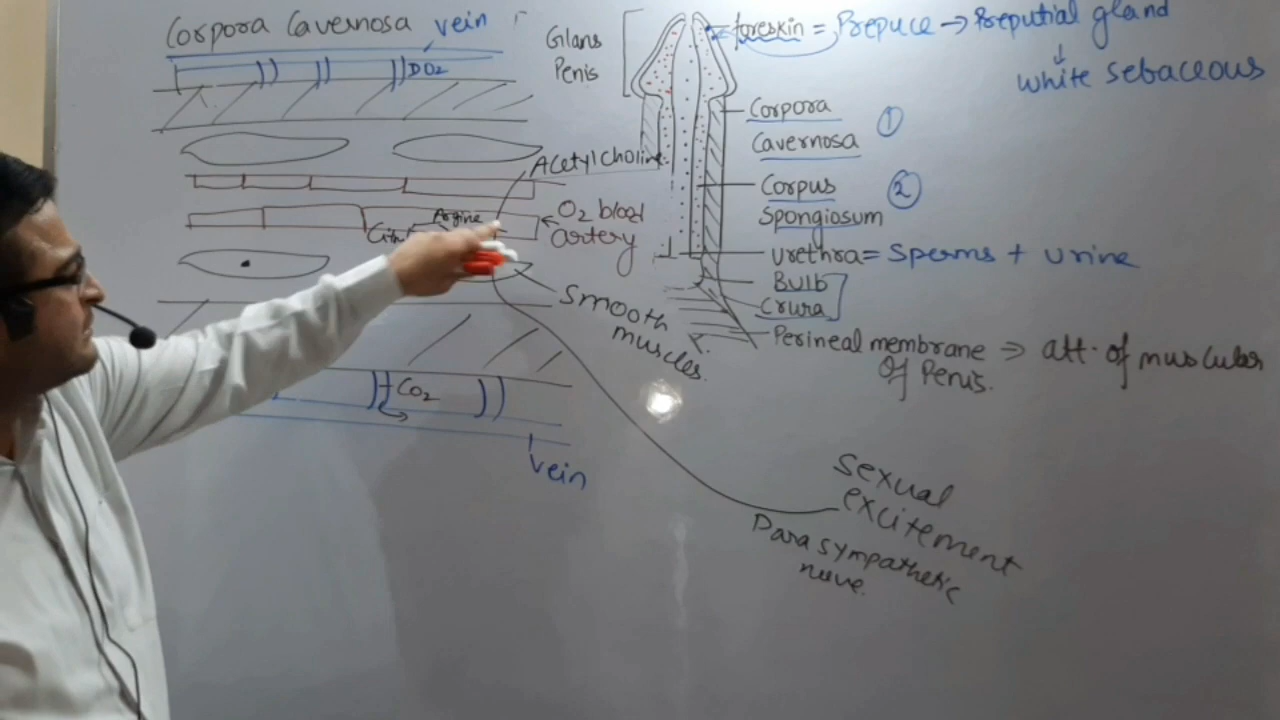 Corpora Cavernosa
vein
DO2
Acetylcholine
Argine
O2 blood
artery
Smooth
muscles.
CO2
vein
Glans
Penis
foreskin = Prepuce → Preputial gland
↓
white sebaceous
Corpora
Cavernosa
①
Corpus
Spongiosum
②
urethra = Sperms + urine
Bulb
Crura
Perineal membrane ⇒ att. of muscular
Of Penis.
Sexual
excitement
Parasympathetic
nerve.